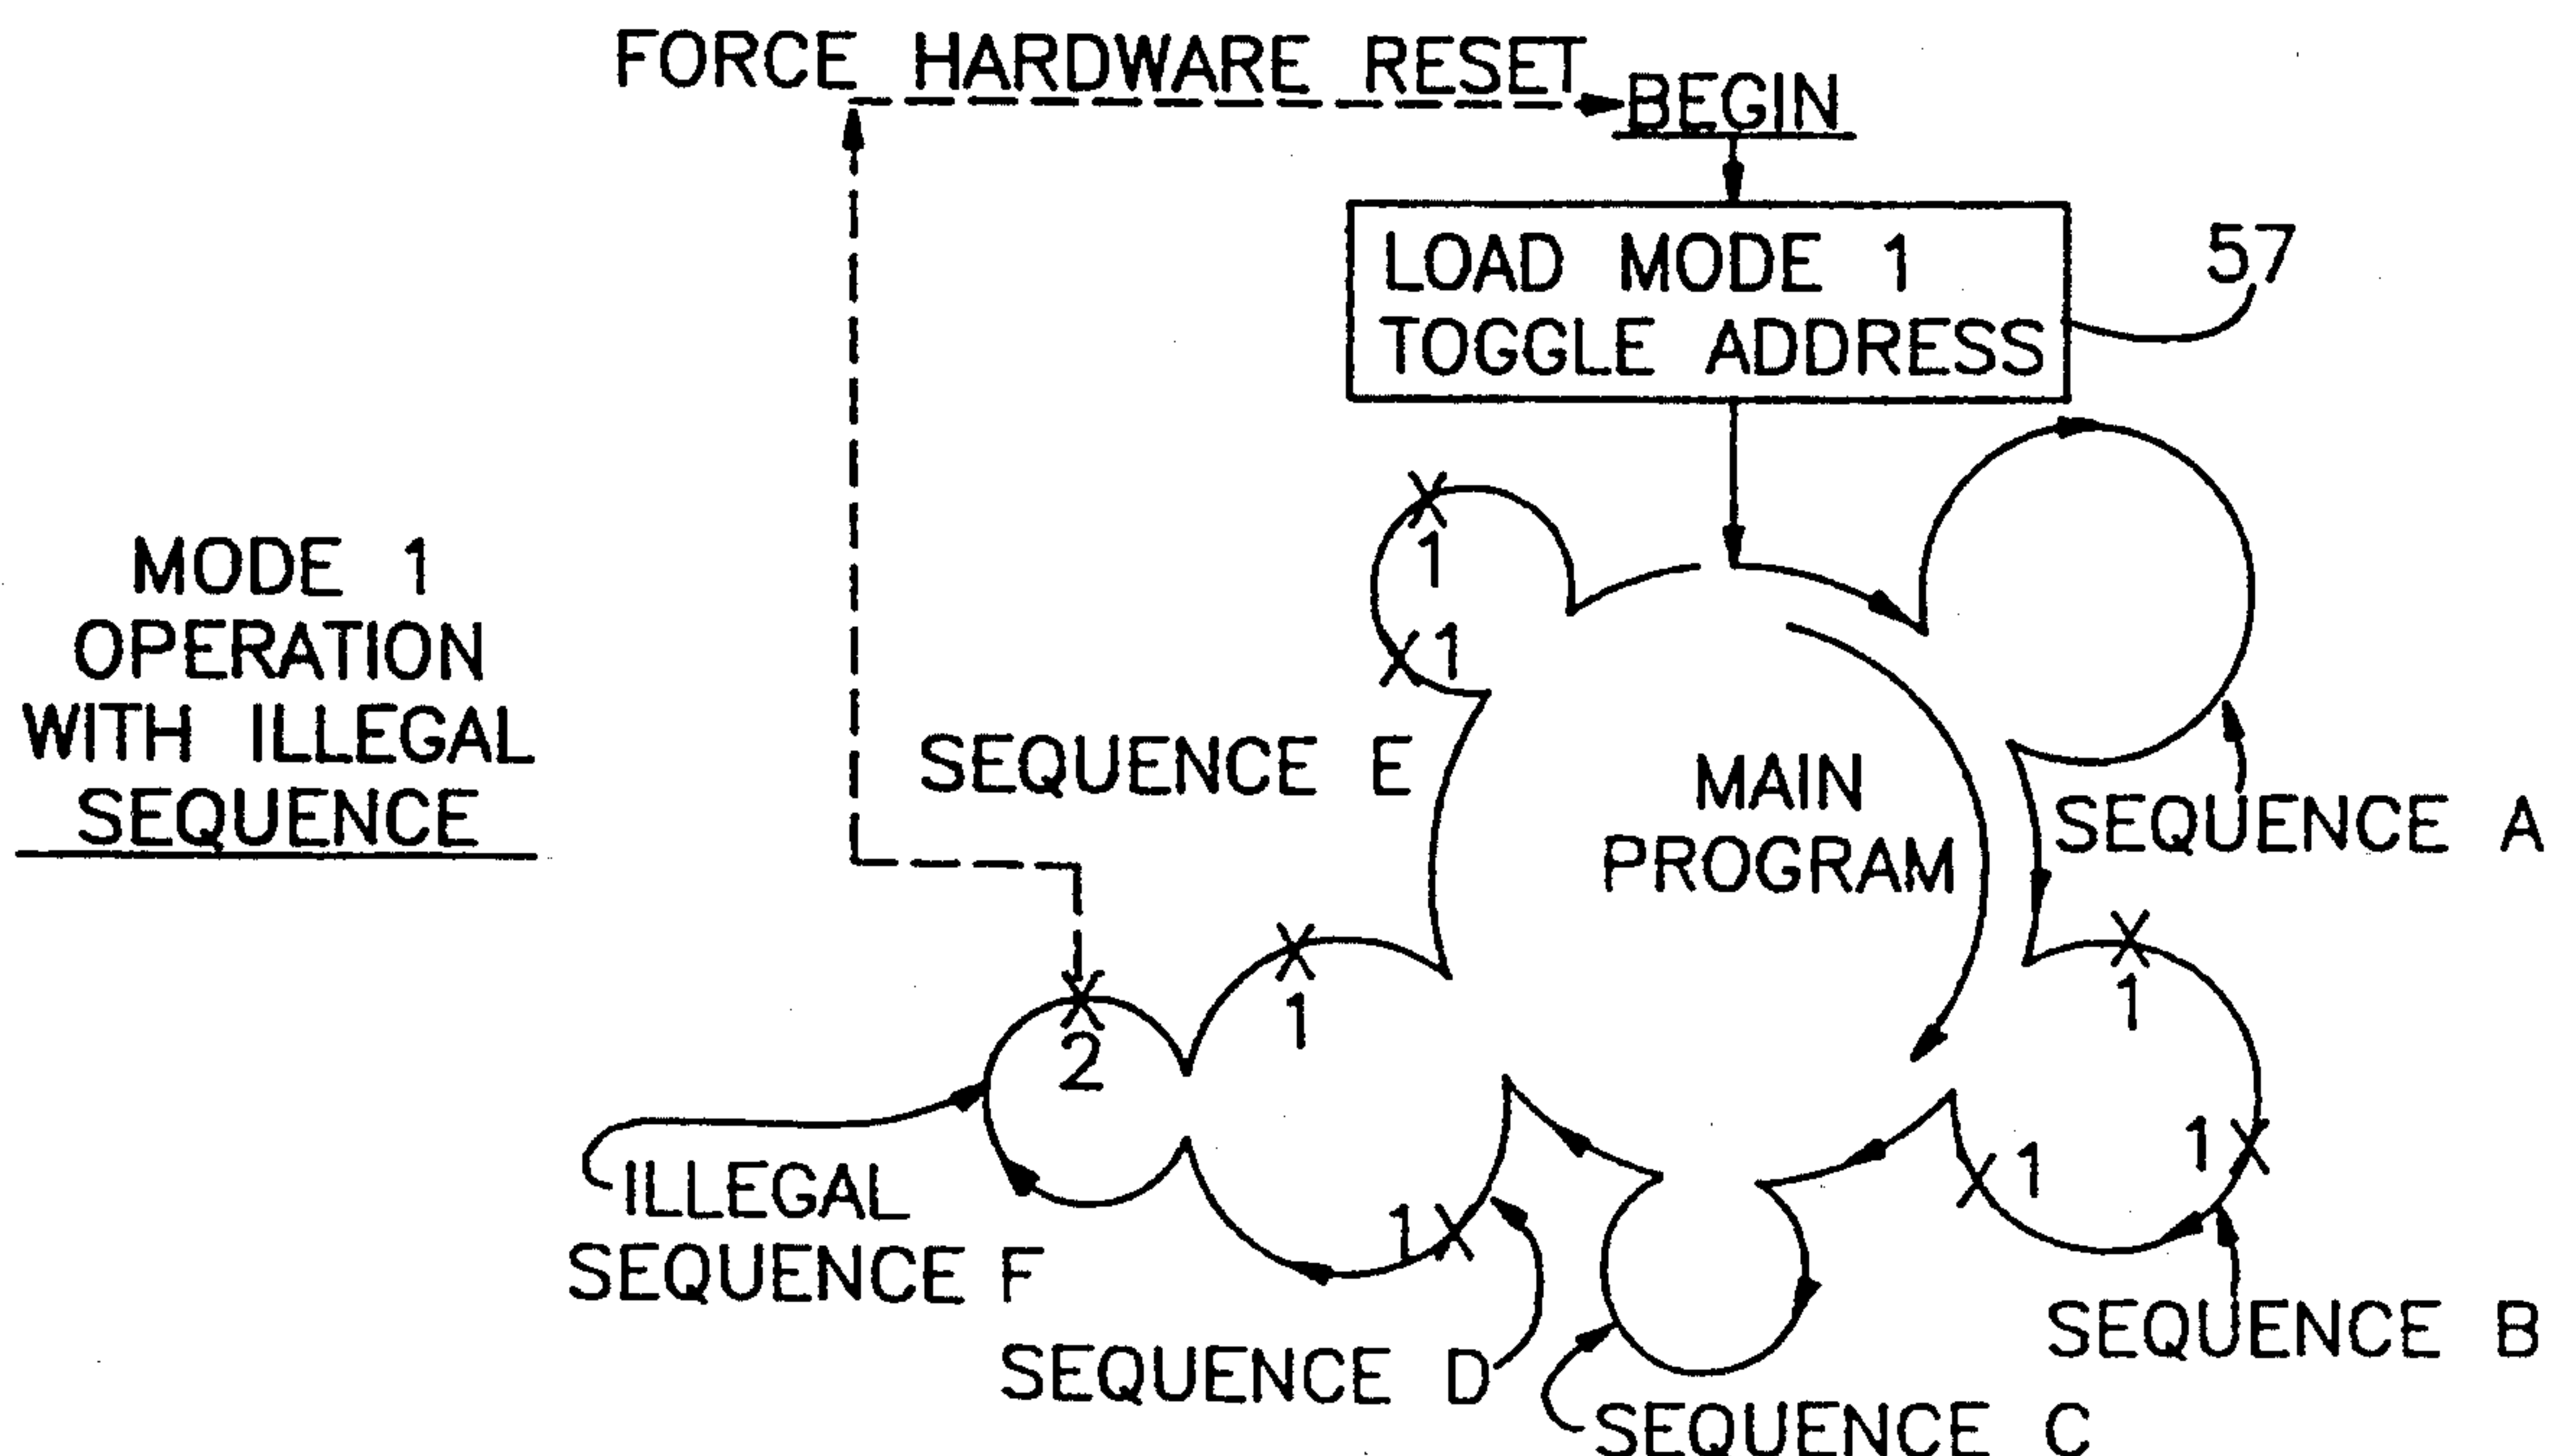 FORCE HARDWARE RESET
BEGIN
LOAD MODE 1
TOGGLE ADDRESS
57
MODE 1
OPERATION
WITH ILLEGAL
SEQUENCE
1
1
SEQUENCE E
MAIN
PROGRAM
SEQUENCE A
1
1
2
1
1
1
ILLEGAL
SEQUENCE F
1
SEQUENCE D
SEQUENCE B
SEQUENCE C